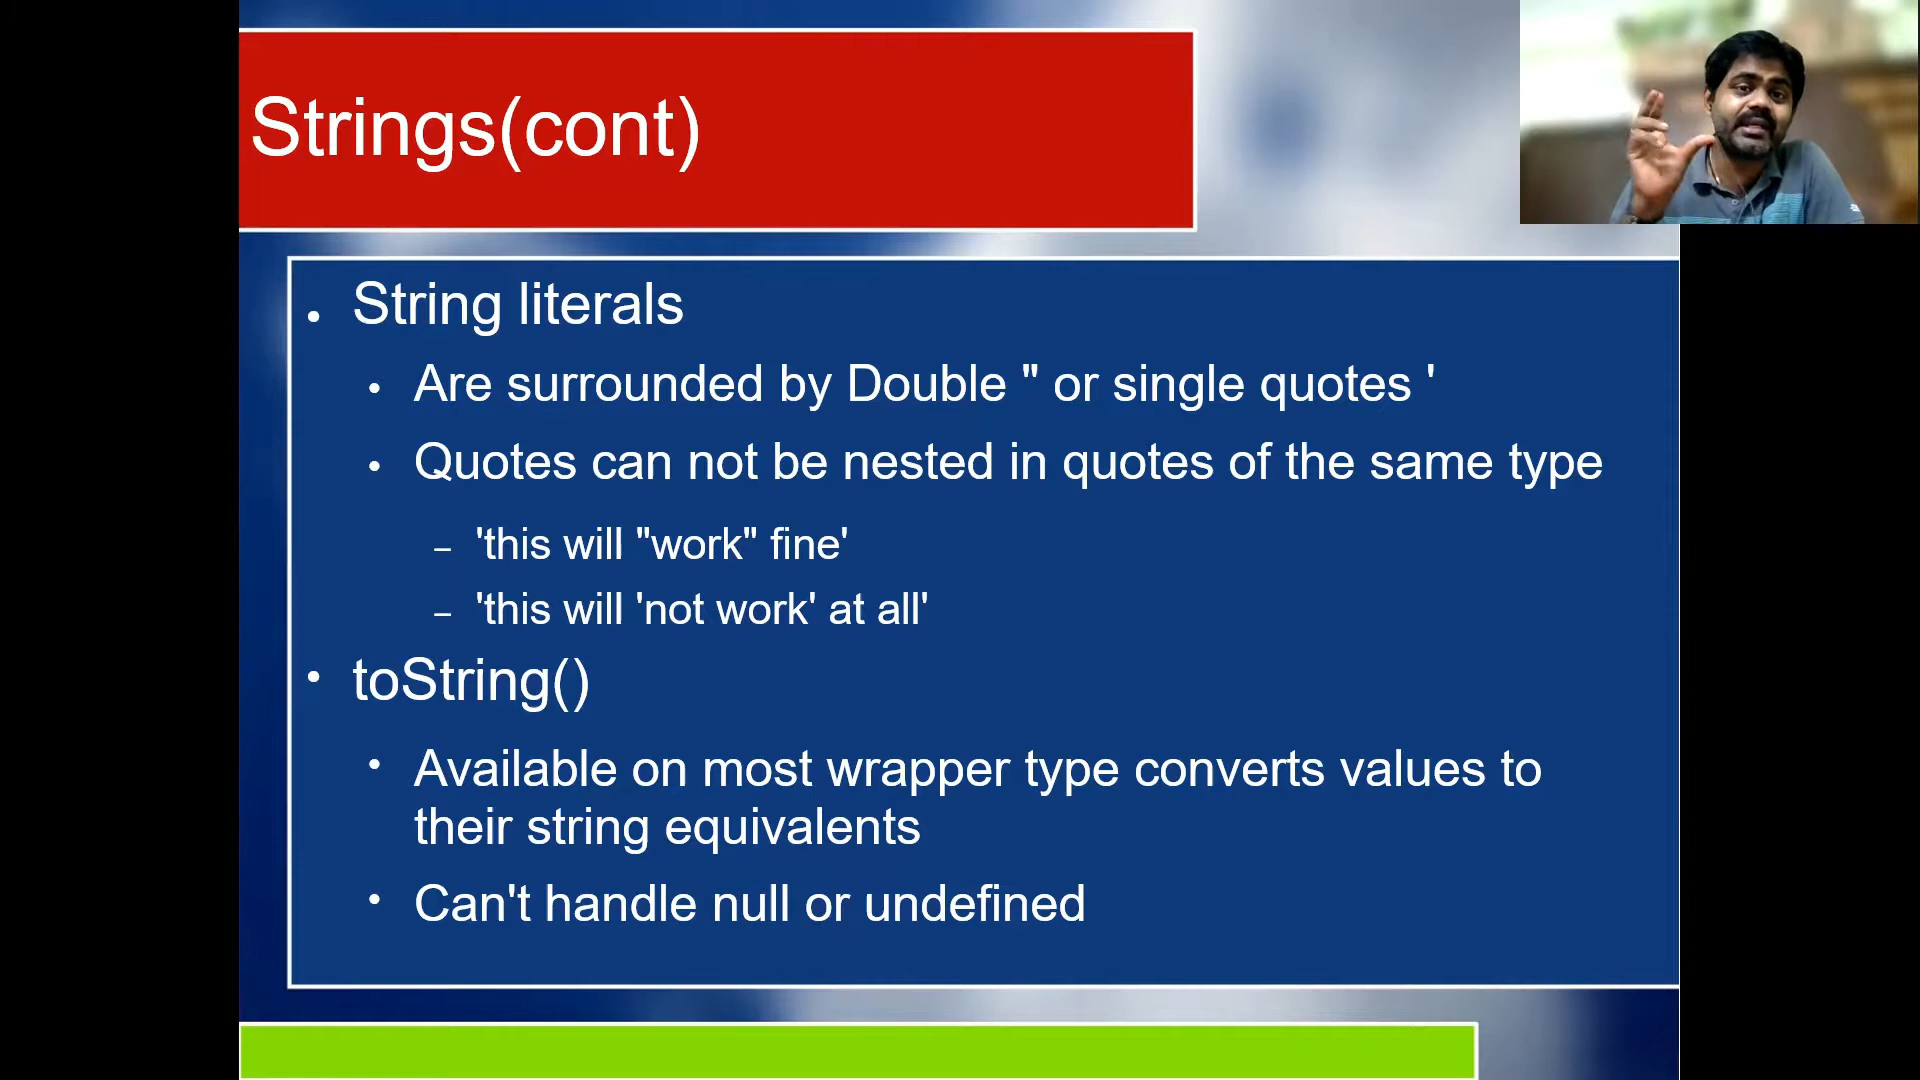 Strings(cont)
• String literals
• Are surrounded by Double " or single quotes '
• Quotes can not be nested in quotes of the same type
– 'this will "work" fine'
– 'this will 'not work' at all'
• toString()
• Available on most wrapper type converts values to
their string equivalents
• Can't handle null or undefined